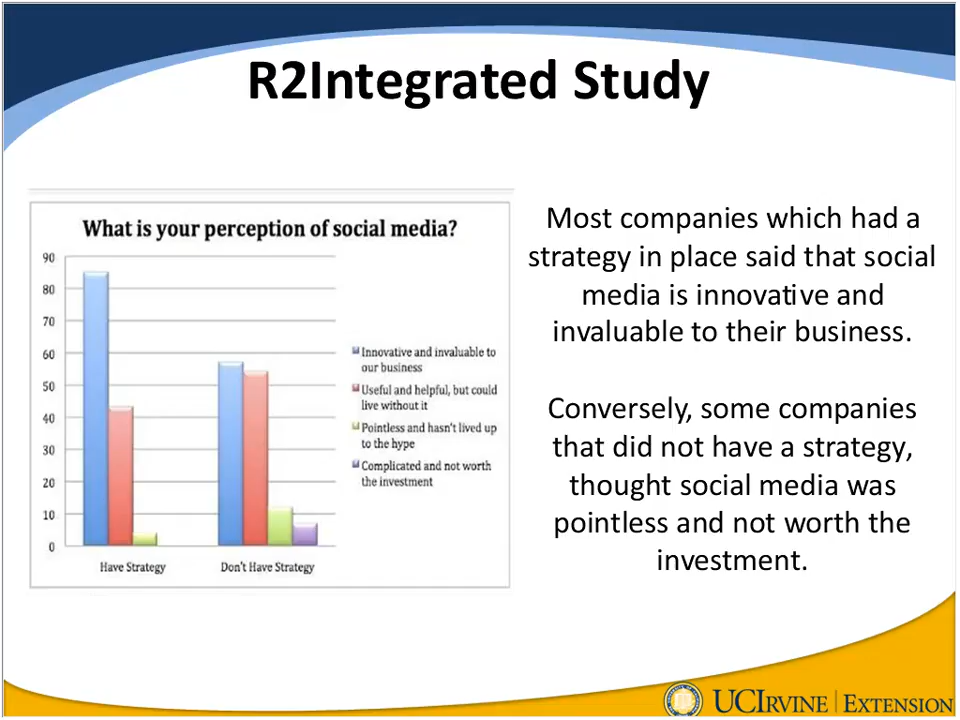 R2Integrated Study
What is your perception of social media?
90
80
70
60
50
40
30
20
10
0
Have Strategy
Don't Have Strategy
Innovative and invaluable to
our business
Useful and helpful, but could
live without it
Pointless and hasn't lived up
to the hype
Complicated and not worth
the investment
Most companies which had a
strategy in place said that social
media is innovative and
invaluable to their business.
Conversely, some companies
that did not have a strategy,
thought social media was
pointless and not worth the
investment.
UCIRVINE | EXTENSION